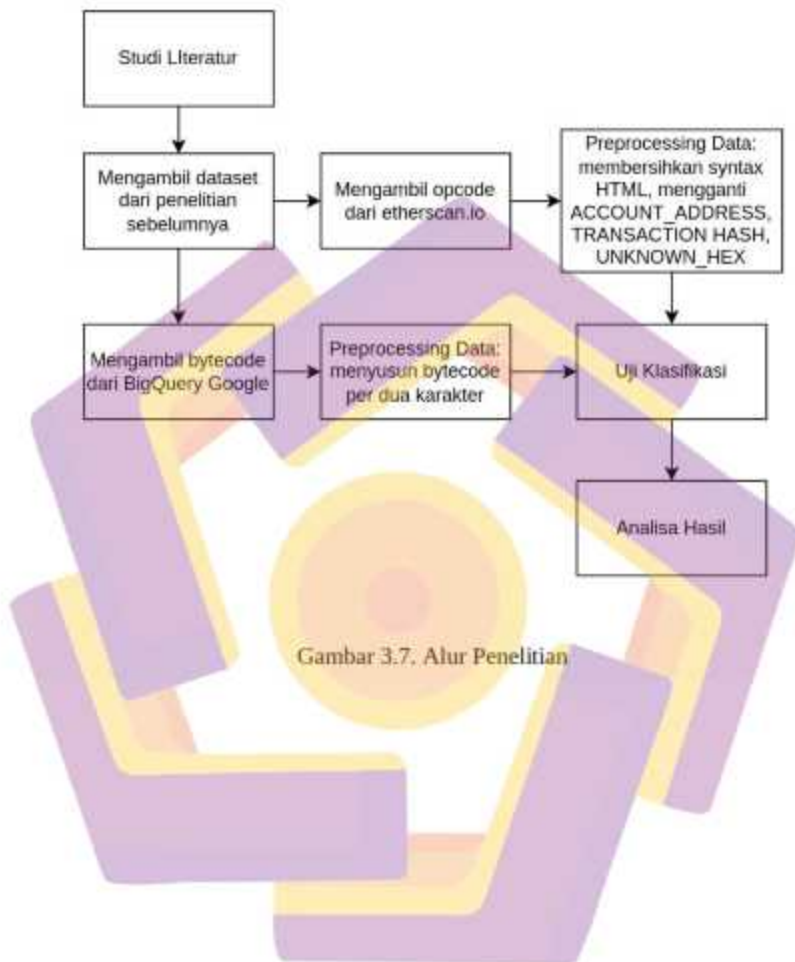 Studi LIteratur
Mengambil dataset
dari penelitian
sebelumnya
Mengambil opcode
dari etherscan.io
Preprocessing Data:
membersihkan syntax
HTML, mengganti
ACCOUNT_ADDRESS,
TRANSACTION HASH,
UNKNOWN_HEX
Mengambil bytecode
dari BigQuery Google
Preprocessing Data:
menyusun bytecode
per dua karakter
Uji Klasifikasi
Analisa Hasil
Gambar 3.7. Alur Penelitian